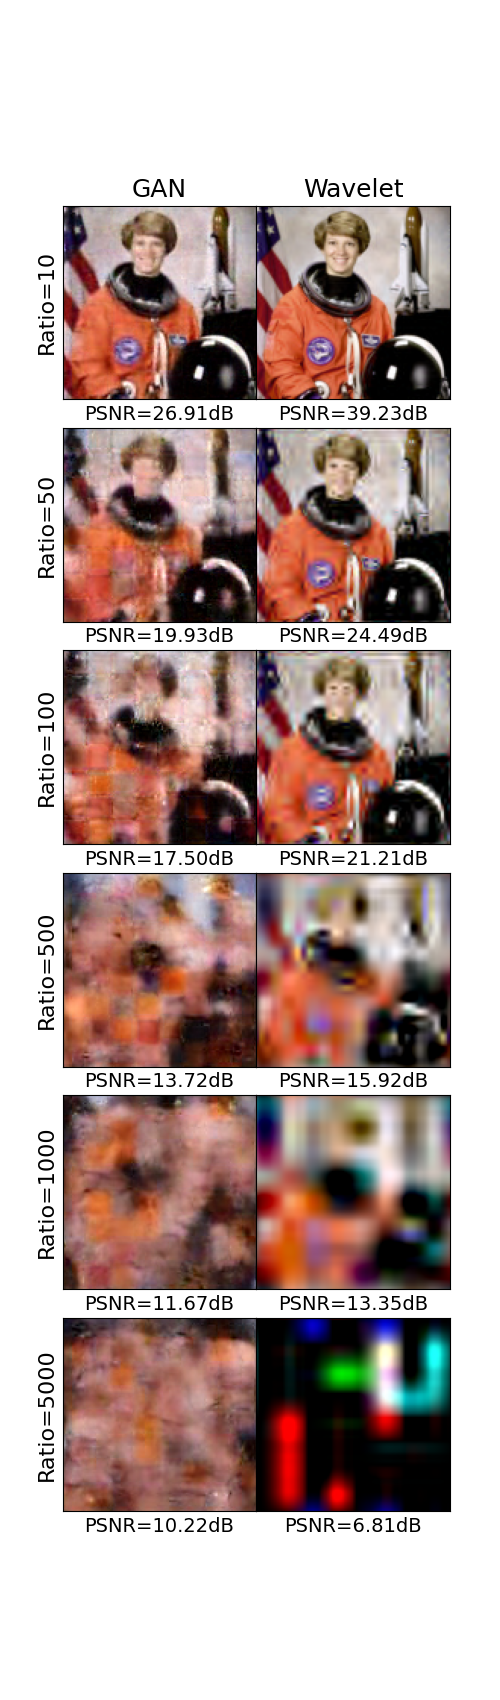 GAN Wavelet
Ratio=10
PSNR=26.91dB PSNR=39.23dB
Ratio=50
PSNR=19.93dB PSNR=24.49dB
Ratio=100
PSNR=17.50dB PSNR=21.21dB
Ratio=500
PSNR=13.72dB PSNR=15.92dB
Ratio=1000
PSNR=11.67dB PSNR=13.35dB
Ratio=5000
PSNR=10.22dB PSNR=6.81dB